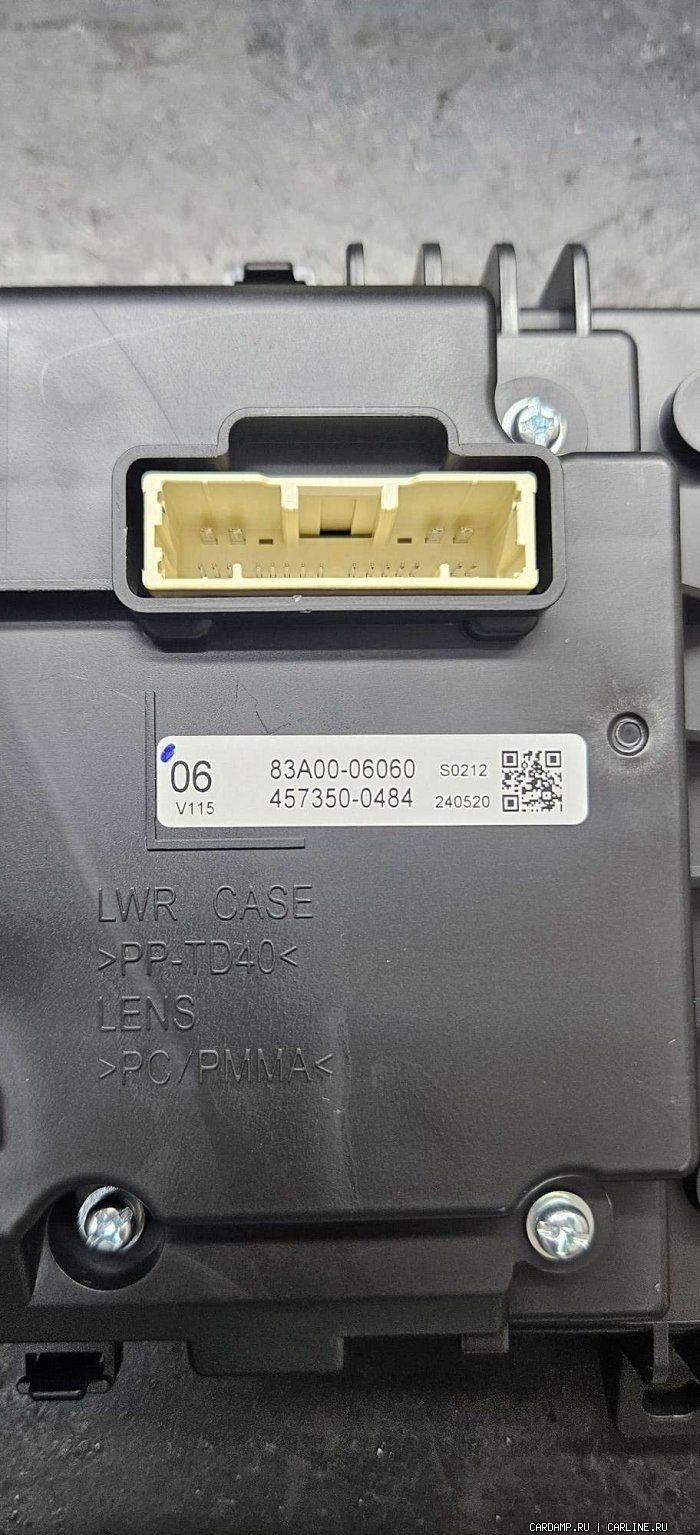 06
V115
83A00-06060 S0212
457350-0484 240520
LWR CASE
>PP-TD40<
LENS
>PC/PMMA<
CARDAMP.RU | CARLINE.RU